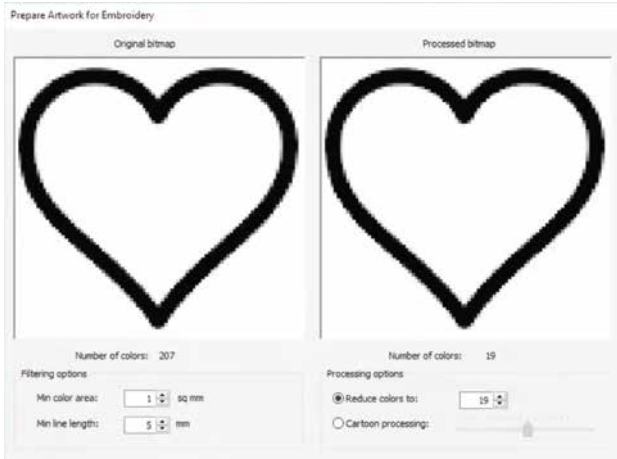 Prepare Artwork for Embroidery
Original bitmap
Processed bitmap
Number of colors: 207
Number of colors: 19
Filtering options
Min color area: 1 sq mm
Min line length: 5 mm
Processing options
Reduce colors to: 19
Cartoon processing: